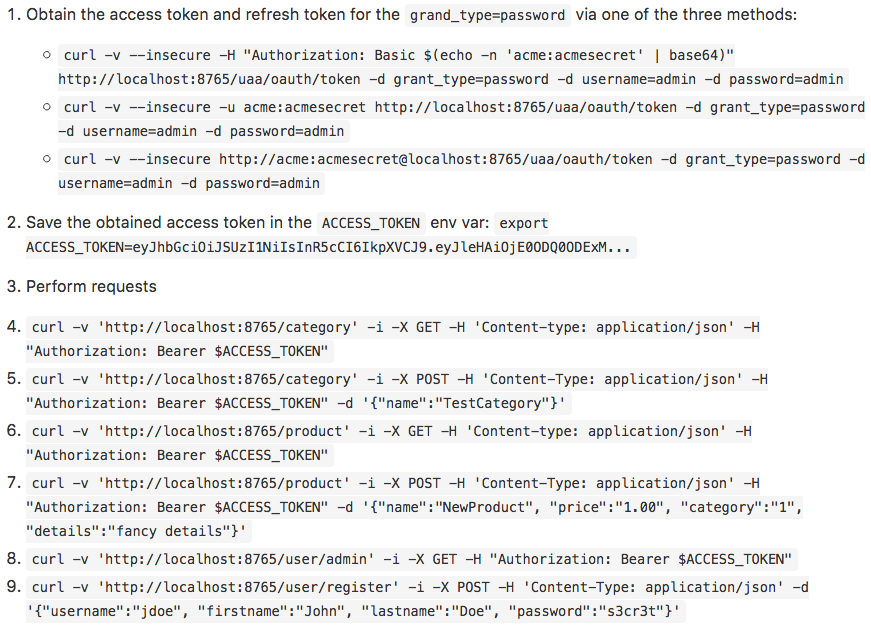 1. Obtain the access token and refresh token for the grand_type=password via one of the three methods:
○ curl -v --insecure -H "Authorization: Basic $(echo -n 'acme:acmesecret' | base64)"
http://localhost:8765/uaa/oauth/token -d grant_type=password -d username=admin -d password=admin
○ curl -v --insecure -u acme:acmesecret http://localhost:8765/uaa/oauth/token -d grant_type=password
-d username=admin -d password=admin
○ curl -v --insecure http://acme:acmesecret@localhost:8765/uaa/oauth/token -d grant_type=password -d
username=admin -d password=admin
2. Save the obtained access token in the ACCESS_TOKEN env var: export
ACCESS_TOKEN=eyJhbGciOiJSUzI1NiIsInR5cCI6IkpXVCJ9.eyJleHAiOjE0ODQ0ODExM...
3. Perform requests
4. curl -v 'http://localhost:8765/category' -i -X GET -H 'Content-type: application/json' -H
"Authorization: Bearer $ACCESS_TOKEN"
5. curl -v 'http://localhost:8765/category' -i -X POST -H 'Content-Type: application/json' -H
"Authorization: Bearer $ACCESS_TOKEN" -d '{"name":"TestCategory"}'
6. curl -v 'http://localhost:8765/product' -i -X GET -H 'Content-type: application/json' -H
"Authorization: Bearer $ACCESS_TOKEN"
7. curl -v 'http://localhost:8765/product' -i -X POST -H 'Content-Type: application/json' -H
"Authorization: Bearer $ACCESS_TOKEN" -d '{"name":"NewProduct", "price":"1.00", "category":"1",
"details":"fancy details"}'
8. curl -v 'http://localhost:8765/user/admin' -i -X GET -H "Authorization: Bearer $ACCESS_TOKEN"
9. curl -v 'http://localhost:8765/user/register' -i -X POST -H 'Content-Type: application/json' -d
'{"username":"jdoe", "firstname":"John", "lastname":"Doe", "password":"s3cr3t"}'